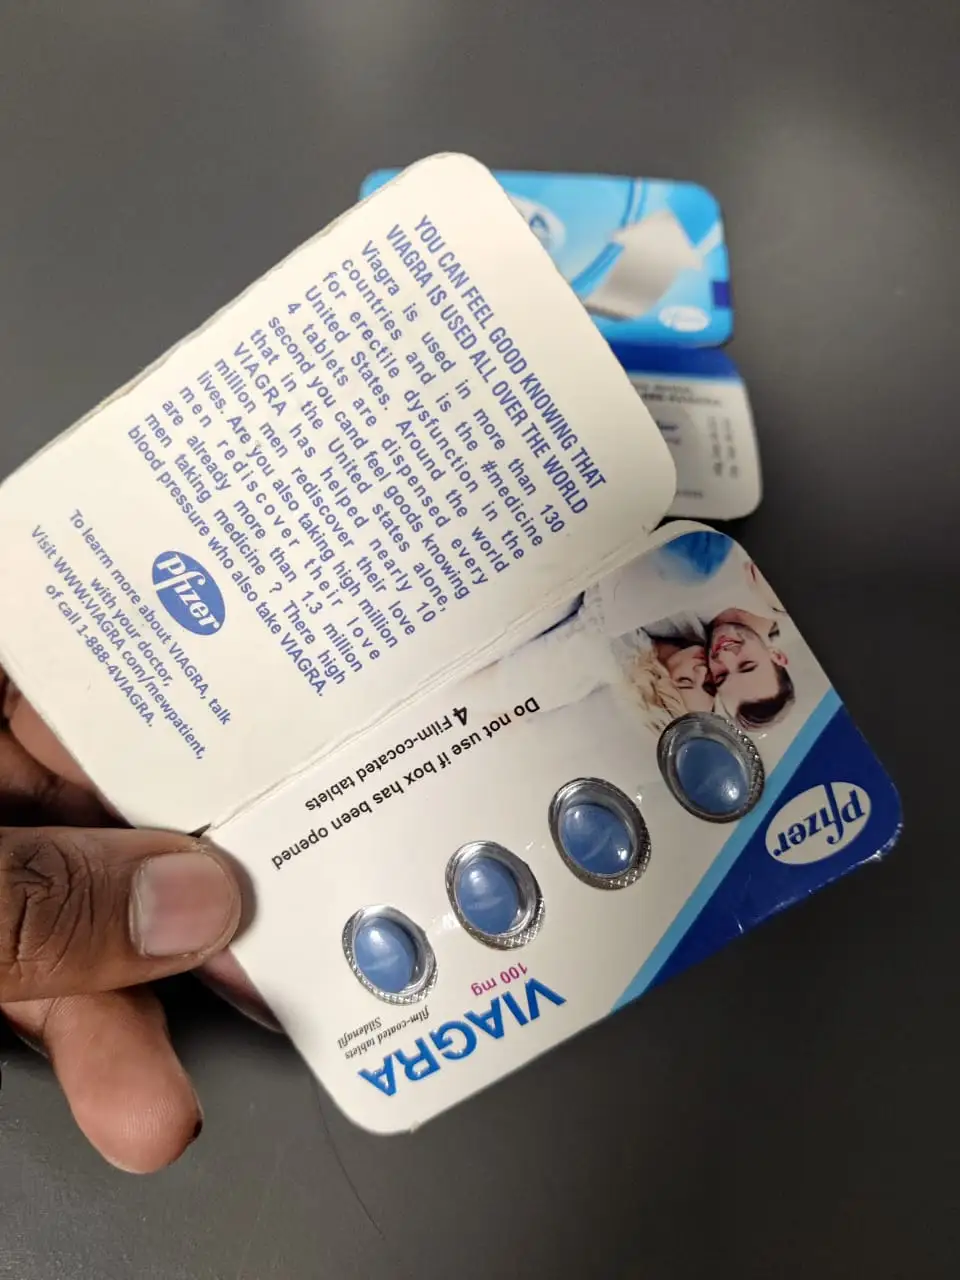 YOU CAN FEEL GOOD KNOWING THAT
VIAGRA IS USED ALL OVER THE WORLD
Viagra is used in more than 130
countries and is the #medicine
for erectile dysfunction in the
United States. Around the world
4 tablets are dispensed every
second you cand feel goods knowing
that in the United states alone,
VIAGRA has helped nearly 10
million men rediscover their love
lives. Are you also taking high million
men rediscover their love
are already more than 1.3 million
men taking medicine ? There high
blood pressure who also take VIAGRA.
Pfizer
To learm more about VIAGRA, talk
with your doctor,
Visit WWW.VIAGRA com/mewpatient,
of call 1-888-4VIAGRA.
Do not use if box has been opened
4 Film-cocated tablets
Pfizer
VIAGRA
100 mg
film-coated tablets
Sildenafil